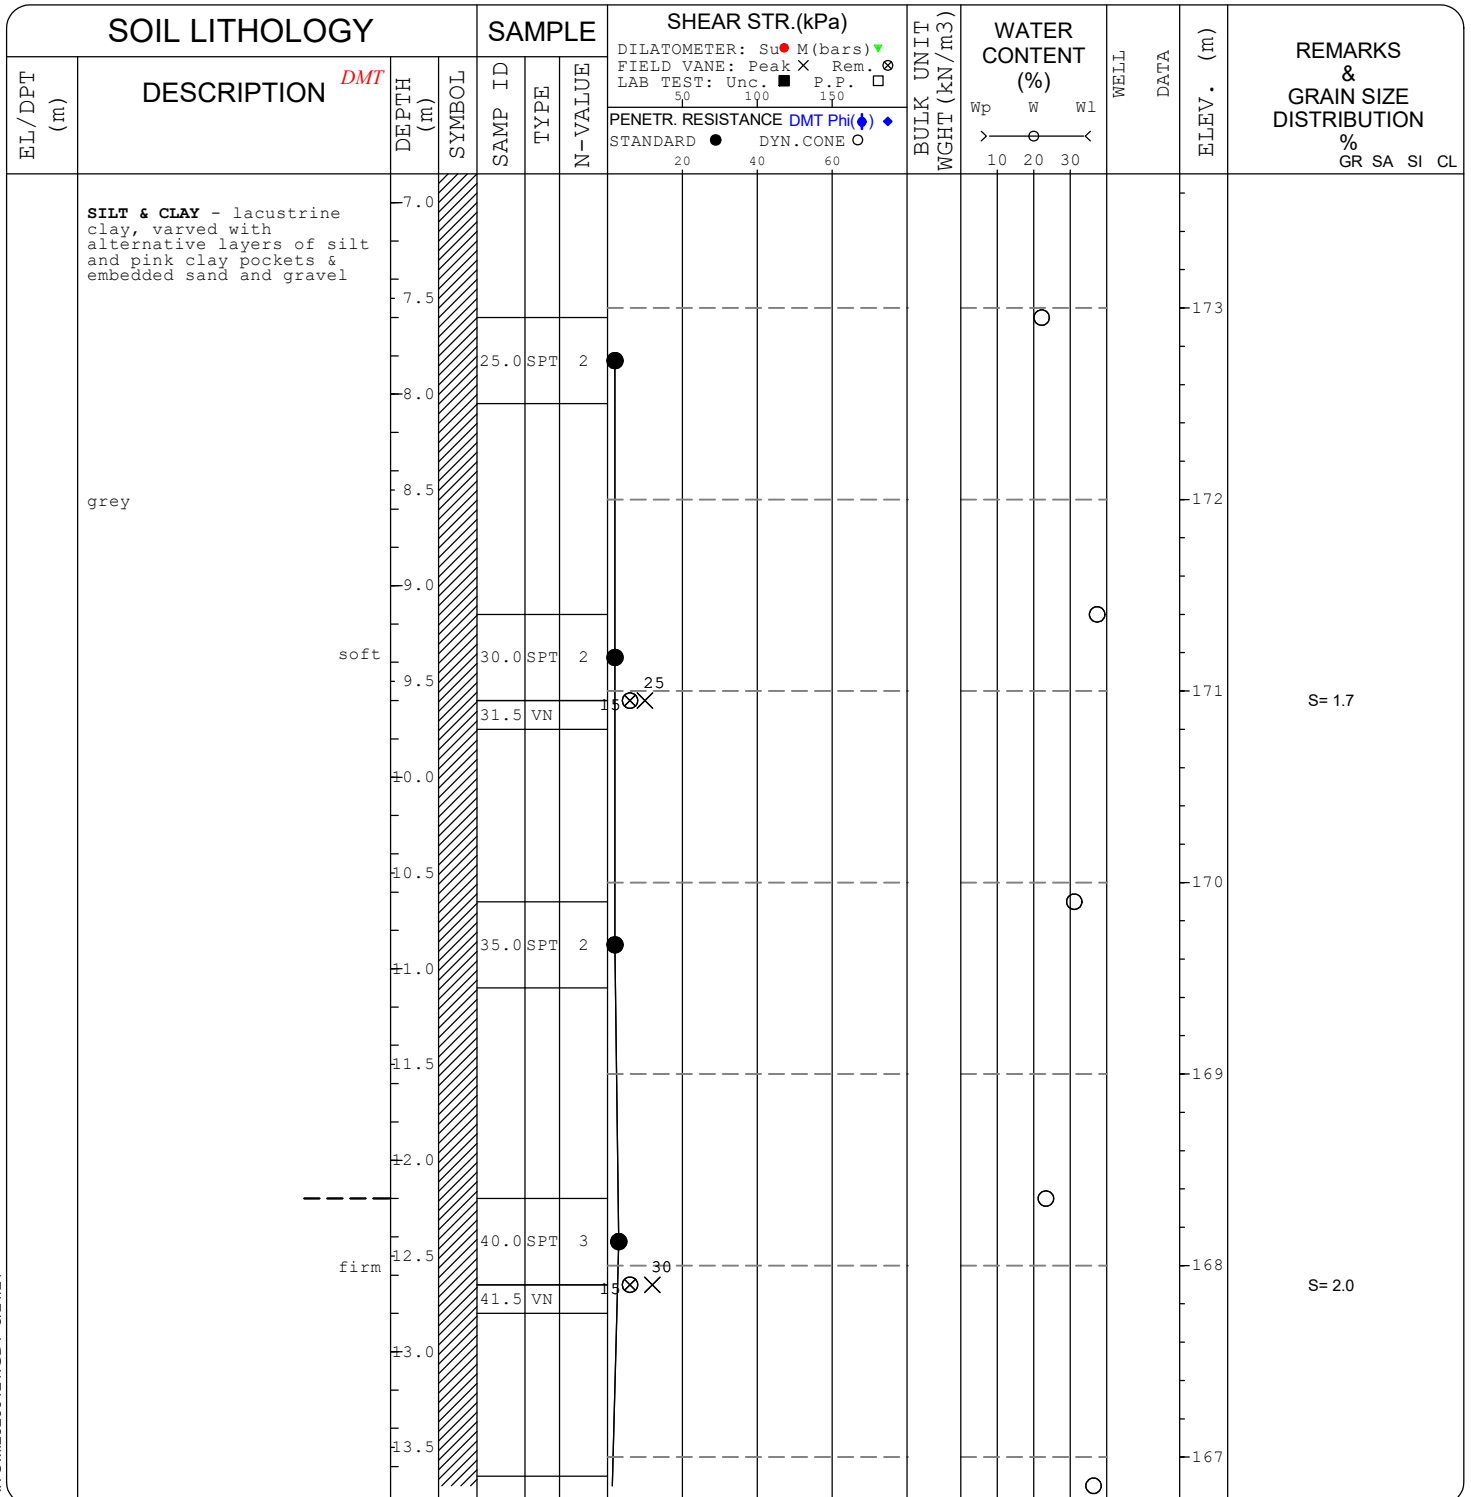 SOIL LITHOLOGY
SAMPLE
SHEAR STR.(kPa)
DILATOMETER: Su M(bars)
FIELD VANE: Peak Rem.
LAB TEST: Unc. P.P.
50 100 150
PENETR. RESISTANCE DMT Phi(ϕ)
STANDARD DYN.CONE
20 40 60
BULK UNIT
WGHT(kN/m3)
WATER
CONTENT
(%)
Wp W Wl
10 20 30
WELL
DATA
ELEV. (m)
REMARKS
&
GRAIN SIZE
DISTRIBUTION
%
GR SA SI CL
EL/DPT
(m)
DESCRIPTION DMT
DEPTH
(m)
SYMBOL
SAMP ID
TYPE
N-VALUE
7.0
SILT & CLAY - lacustrine
clay, varved with
alternative layers of silt
and pink clay pockets &
embedded sand and gravel
7.5
173
25.0 SPT 2
8.0
8.5
grey
172
9.0
soft
30.0 SPT 2
9.5
25
171
15
31.5 VN
S= 1.7
10.0
10.5
170
35.0 SPT 2
11.0
11.5
169
12.0
40.0 SPT 3
12.5
firm
30
168
15
41.5 VN
S= 2.0
13.0
13.5
167